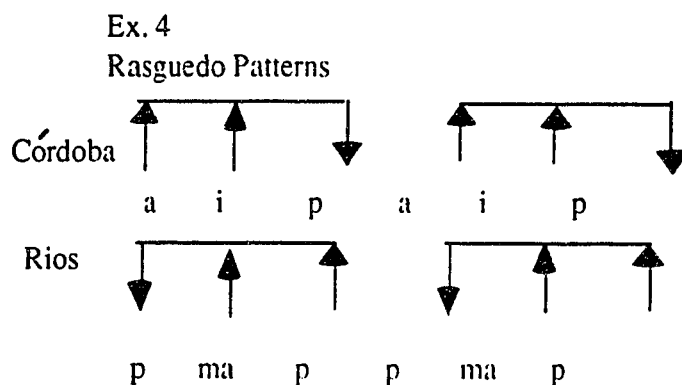 Ex. 4
Rasguedo Patterns
Córdoba
a i p a i p
Rios
p ma p p ma p